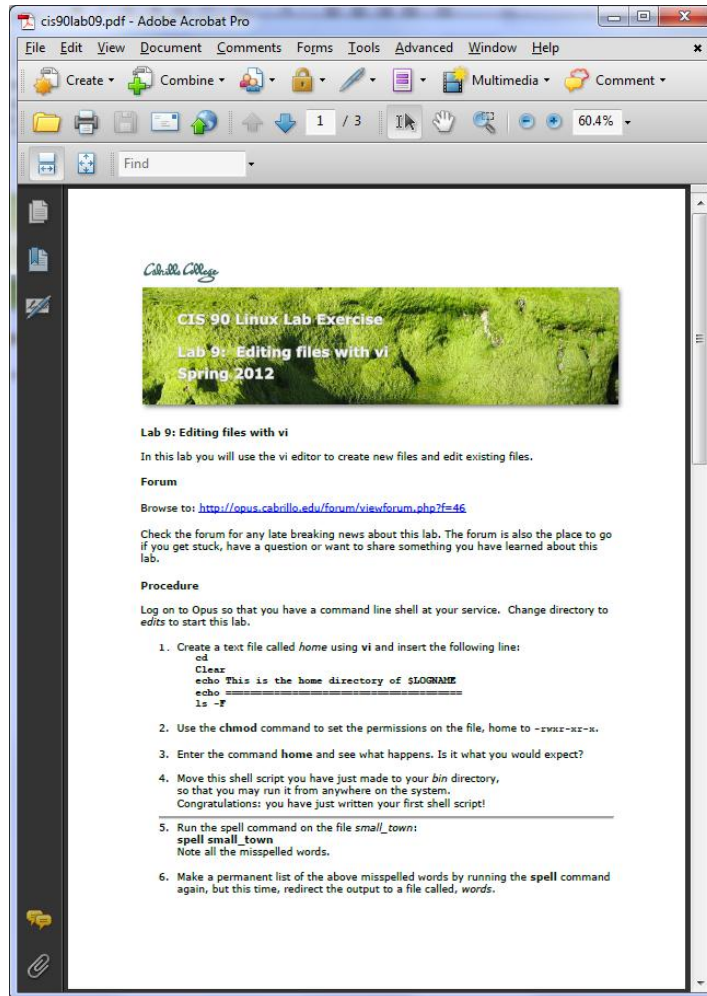 cis90lab09.pdf - Adobe Acrobat Pro
File Edit View Document Comments Forms Tools Advanced Window Help
Create Combine Multimedia Comment
1 / 3 60.4%
Find
Cabrillo College
CIS 90 Linux Lab Exercise
Lab 9: Editing files with vi
Spring 2012
Lab 9: Editing files with vi
In this lab you will use the vi editor to create new files and edit existing files.
Forum
Browse to: http://opus.cabrillo.edu/forum/viewforum.php?f=46
Check the forum for any late breaking news about this lab. The forum is also the place to go
if you get stuck, have a question or want to share something you have learned about this
lab.
Procedure
Log on to Opus so that you have a command line shell at your service. Change directory to
edits to start this lab.
1. Create a text file called home using vi and insert the following line:
cd
Clear
echo This is the home directory of $LOGNAME
echo =====================================
ls -F
2. Use the chmod command to set the permissions on the file, home to -rwxr-xr-x.
3. Enter the command home and see what happens. Is it what you would expect?
4. Move this shell script you have just made to your bin directory,
so that you may run it from anywhere on the system.
Congratulations: you have just written your first shell script!
5. Run the spell command on the file small_town:
spell small_town
Note all the misspelled words.
6. Make a permanent list of the above misspelled words by running the spell command
again, but this time, redirect the output to a file called, words.